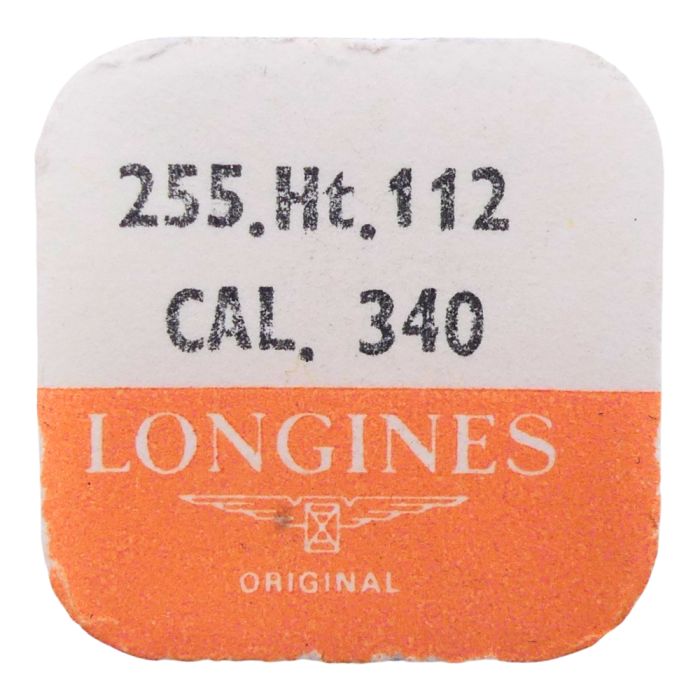 255.Ht.112
CAL. 340
LONGINES
ORIGINAL